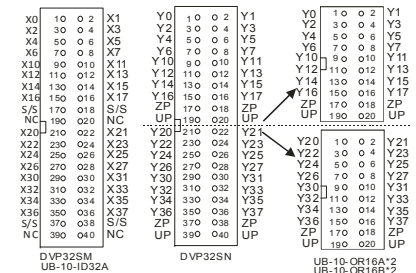 X0 1 2 X1
X2 3 4 X3
X4 5 6 X5
X6 7 8 X7
X10 9 10 X11
X12 11 12 X13
X14 13 14 X15
X16 15 16 X17
S/S 17 18 S/S
NC 19 20 NC
X20 21 22 X21
X22 23 24 X23
X24 25 26 X25
X26 27 28 X27
X30 29 30 X31
X32 31 32 X33
X34 33 34 X35
X36 35 36 X37
S/S 37 38 S/S
NC 39 40 NC
DVP32SM
UB-10-ID32A
Y0 1 2 Y1
Y2 3 4 Y3
Y4 5 6 Y5
Y6 7 8 Y7
Y10 9 10 Y11
Y12 11 12 Y13
Y14 13 14 Y15
Y16 15 16 Y17
ZP 17 18 ZP
UP 19 20 UP
Y20 21 22 Y21
Y22 23 24 Y23
Y24 25 26 Y25
Y26 27 28 Y27
Y30 29 30 Y31
Y32 31 32 Y33
Y34 33 34 Y35
Y36 35 36 Y37
ZP 37 38 ZP
UP 39 40 UP
DVP32SN
Y0 1 2 Y1
Y2 3 4 Y3
Y4 5 6 Y5
Y6 7 8 Y7
Y10 9 10 Y11
Y12 11 12 Y13
Y14 13 14 Y15
Y16 15 16 Y17
ZP 17 18 ZP
UP 19 20 UP
Y20 1 2 Y21
Y22 3 4 Y23
Y24 5 6 Y25
Y26 7 8 Y27
Y30 9 10 Y31
Y32 11 12 Y33
Y34 13 14 Y35
Y36 15 16 Y37
ZP 17 18 ZP
UP 19 20 UP
UB-10-OR16A*2
UB-10-OR16B*2